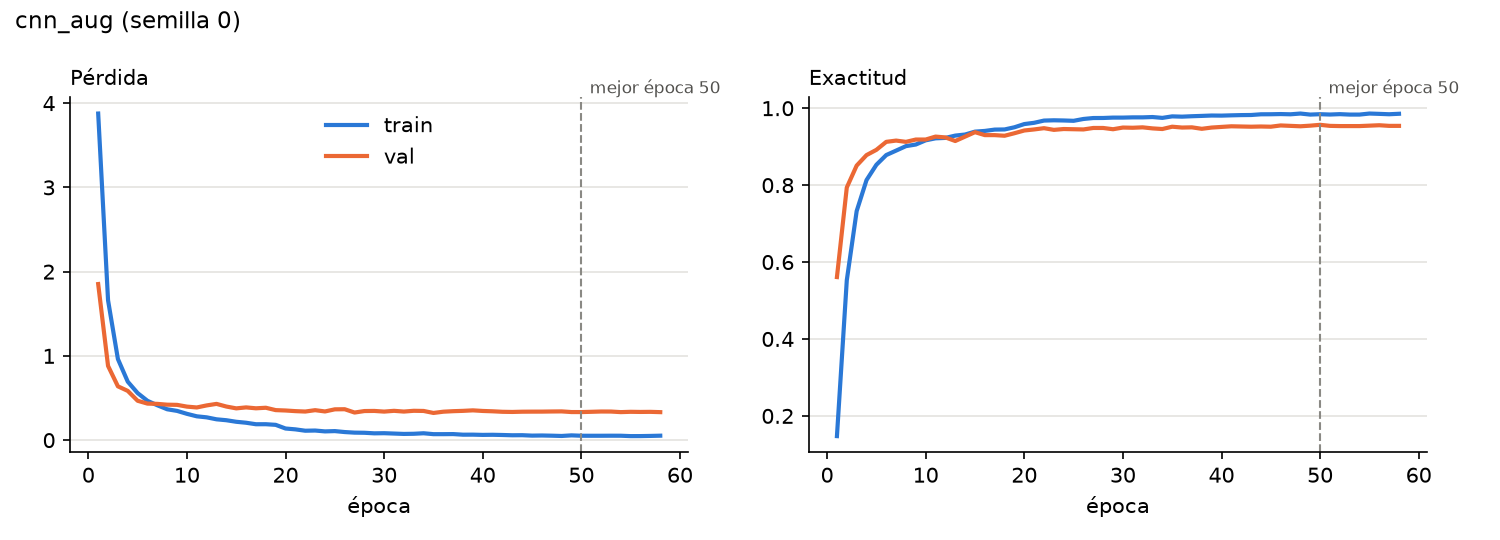 cnn_aug (semilla 0)
Pérdida
mejor época 50
train
val
4
3
2
1
0
0 10 20 30 40 50 60
época
Exactitud
mejor época 50
1.0
0.8
0.6
0.4
0.2
0 10 20 30 40 50 60
época